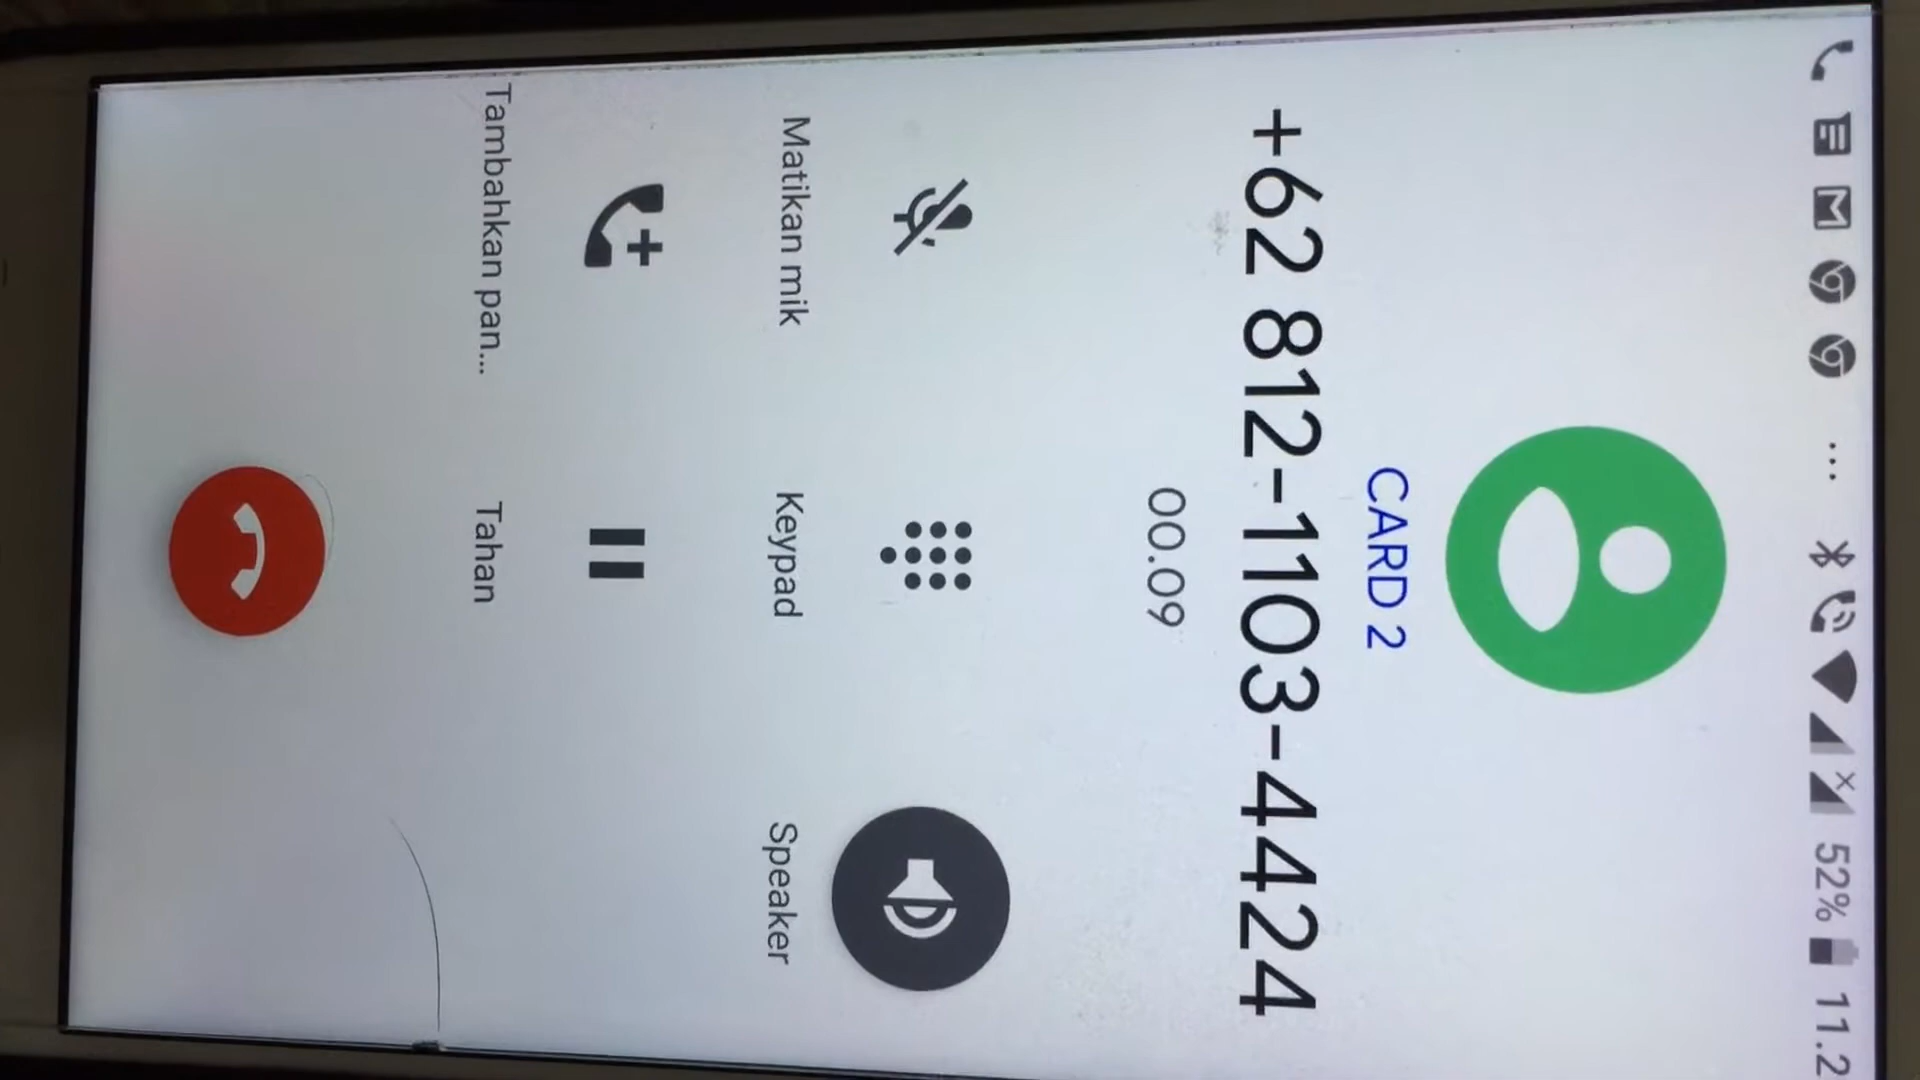 52% 11.2
CARD 2
+62 812-1103-4424
00.09
Matikan mik
Keypad
Speaker
Tambahkan pan...
Tahan